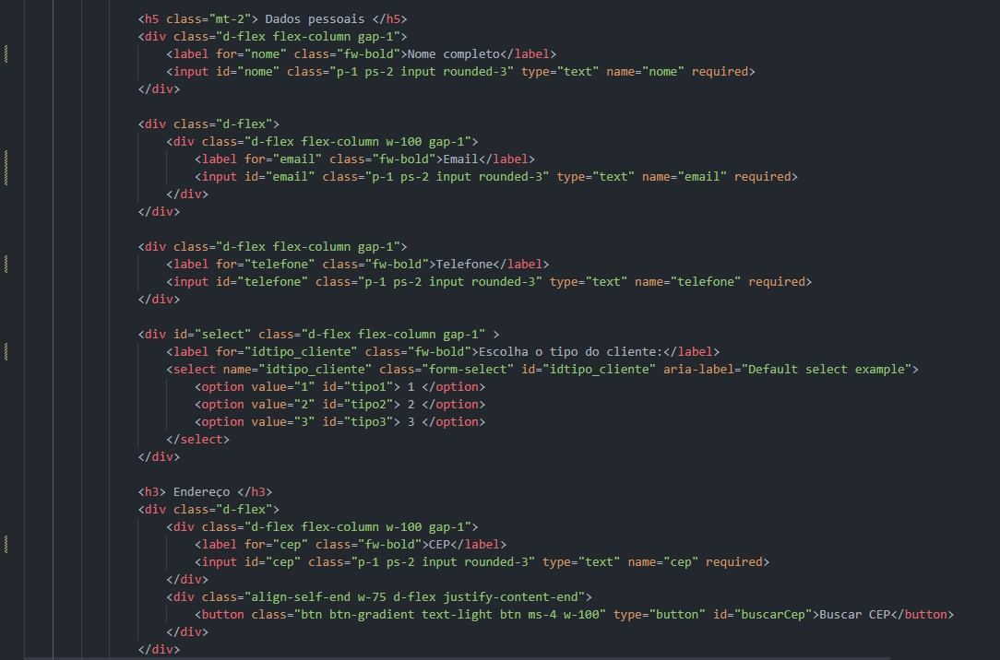 <h5 class="mt-2"> Dados pessoais </h5>
<div class="d-flex flex-column gap-1">
<label for="nome" class="fw-bold">Nome completo</label>
<input id="nome" class="p-1 ps-2 input rounded-3" type="text" name="nome" required>
</div>
<div class="d-flex">
<div class="d-flex flex-column w-100 gap-1">
<label for="email" class="fw-bold">Email</label>
<input id="email" class="p-1 ps-2 input rounded-3" type="text" name="email" required>
</div>
</div>
<div class="d-flex flex-column gap-1">
<label for="telefone" class="fw-bold">Telefone</label>
<input id="telefone" class="p-1 ps-2 input rounded-3" type="text" name="telefone" required>
</div>
<div id="select" class="d-flex flex-column gap-1" >
<label for="idtipo_cliente" class="fw-bold">Escolha o tipo do cliente:</label>
<select name="idtipo_cliente" class="form-select" id="idtipo_cliente" aria-label="Default select example">
<option value="1" id="tipo1"> 1 </option>
<option value="2" id="tipo2"> 2 </option>
<option value="3" id="tipo3"> 3 </option>
</select>
</div>
<h3> Endereço </h3>
<div class="d-flex">
<div class="d-flex flex-column w-100 gap-1">
<label for="cep" class="fw-bold">CEP</label>
<input id="cep" class="p-1 ps-2 input rounded-3" type="text" name="cep" required>
</div>
<div class="align-self-end w-75 d-flex justify-content-end">
<button class="btn btn-gradient text-light btn ms-4 w-100" type="button" id="buscarCep">Buscar CEP</button>
</div>
</div>